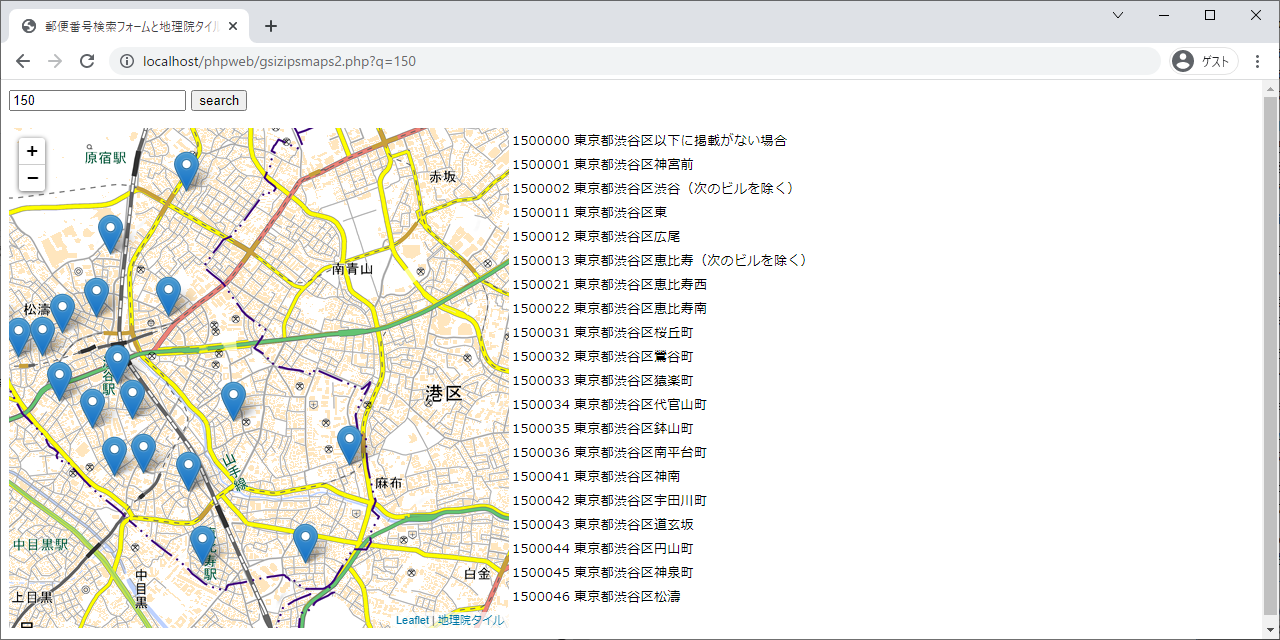 郵便番号検索フォームと地理院タイル
localhost/phpweb/gsizipsmaps2.php?q=150
ゲスト
150
search
+
−
原宿駅
赤坂
南青山
松濤
港区
山手線
麻布
中目黒駅
中目黒
上目黒
白金
Leaflet | 地理院タイル
1500000 東京都渋谷区以下に掲載がない場合
1500001 東京都渋谷区神宮前
1500002 東京都渋谷区渋谷（次のビルを除く）
1500011 東京都渋谷区東
1500012 東京都渋谷区広尾
1500013 東京都渋谷区恵比寿（次のビルを除く）
1500021 東京都渋谷区恵比寿西
1500022 東京都渋谷区恵比寿南
1500031 東京都渋谷区桜丘町
1500032 東京都渋谷区鶯谷町
1500033 東京都渋谷区猿楽町
1500034 東京都渋谷区代官山町
1500035 東京都渋谷区鉢山町
1500036 東京都渋谷区南平台町
1500041 東京都渋谷区神南
1500042 東京都渋谷区宇田川町
1500043 東京都渋谷区道玄坂
1500044 東京都渋谷区円山町
1500045 東京都渋谷区神泉町
1500046 東京都渋谷区松濤